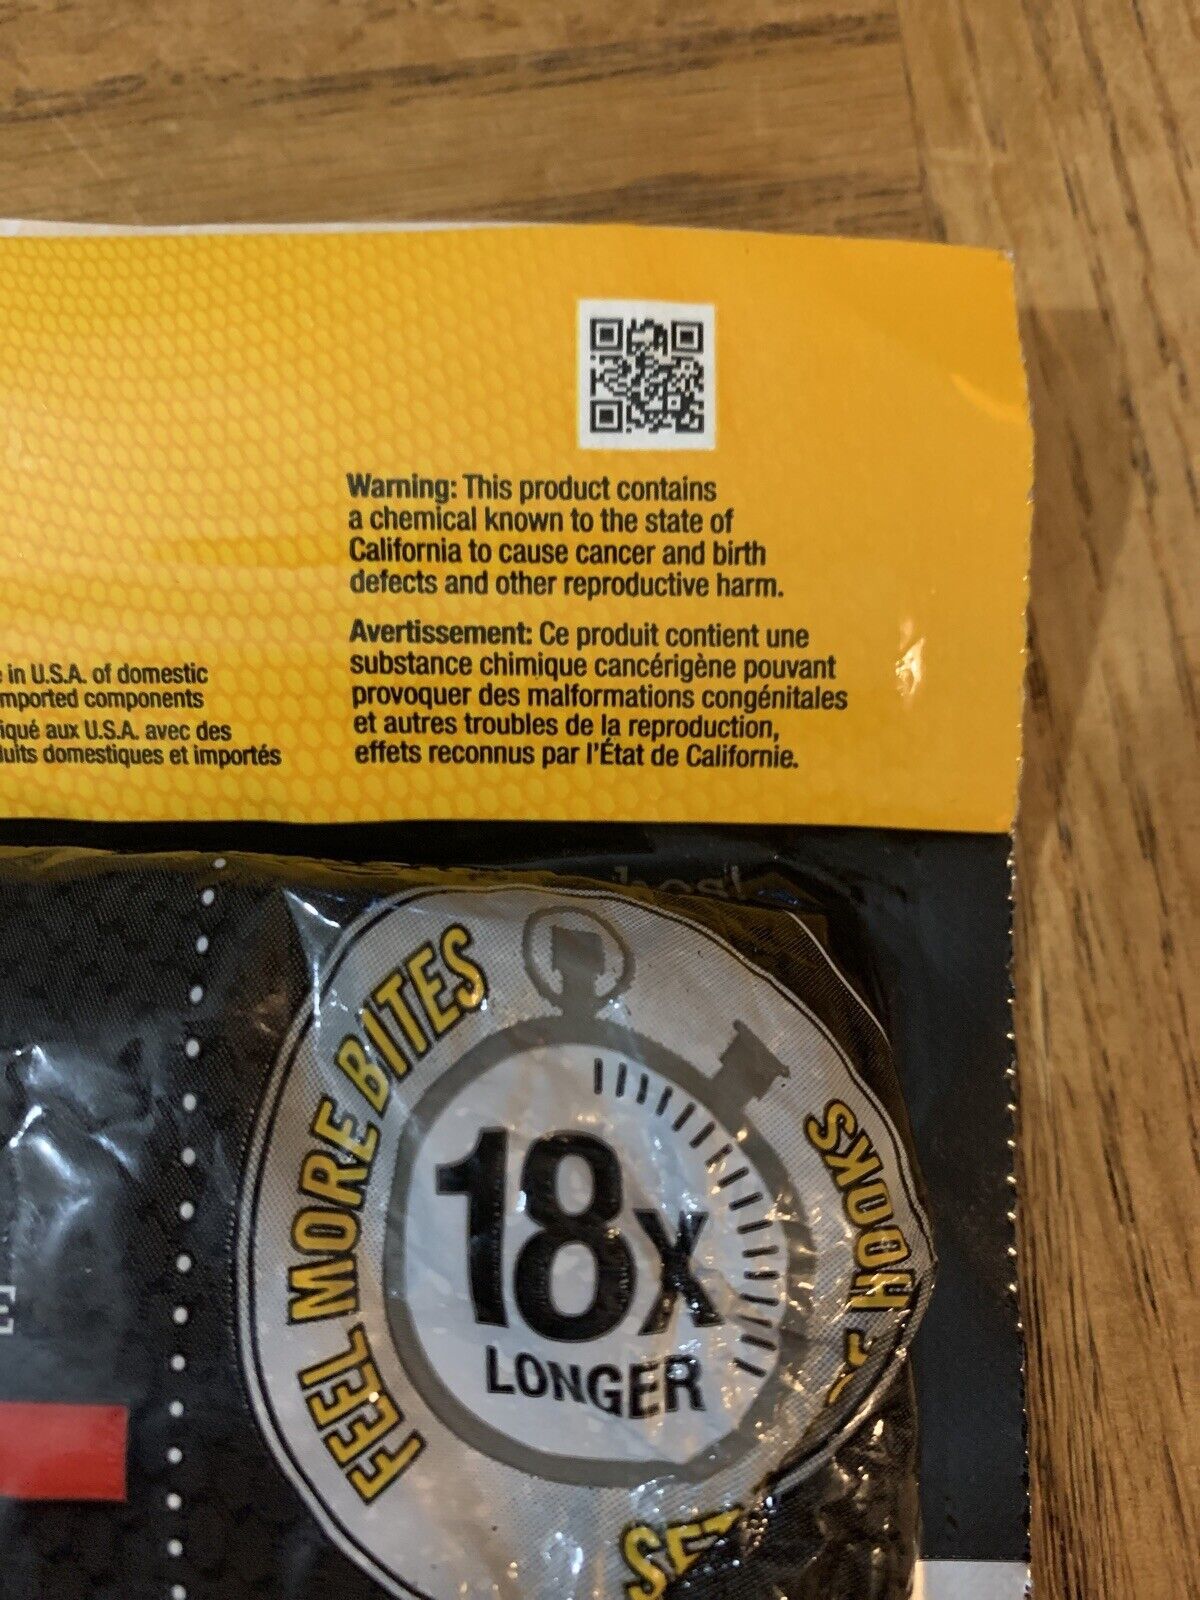 Warning: This product contains
a chemical known to the state of
California to cause cancer and birth
defects and other reproductive harm.
Avertissement: Ce produit contient une
substance chimique cancérigène pouvant
provoquer des malformations congénitales
et autres troubles de la reproduction,
effets reconnus par l'État de Californie.
in U.S.A. of domestic
mported components
iqué aux U.S.A. avec des
uits domestiques et importés
FEEL MORE BITES
18x
LONGER
HOOKS
E